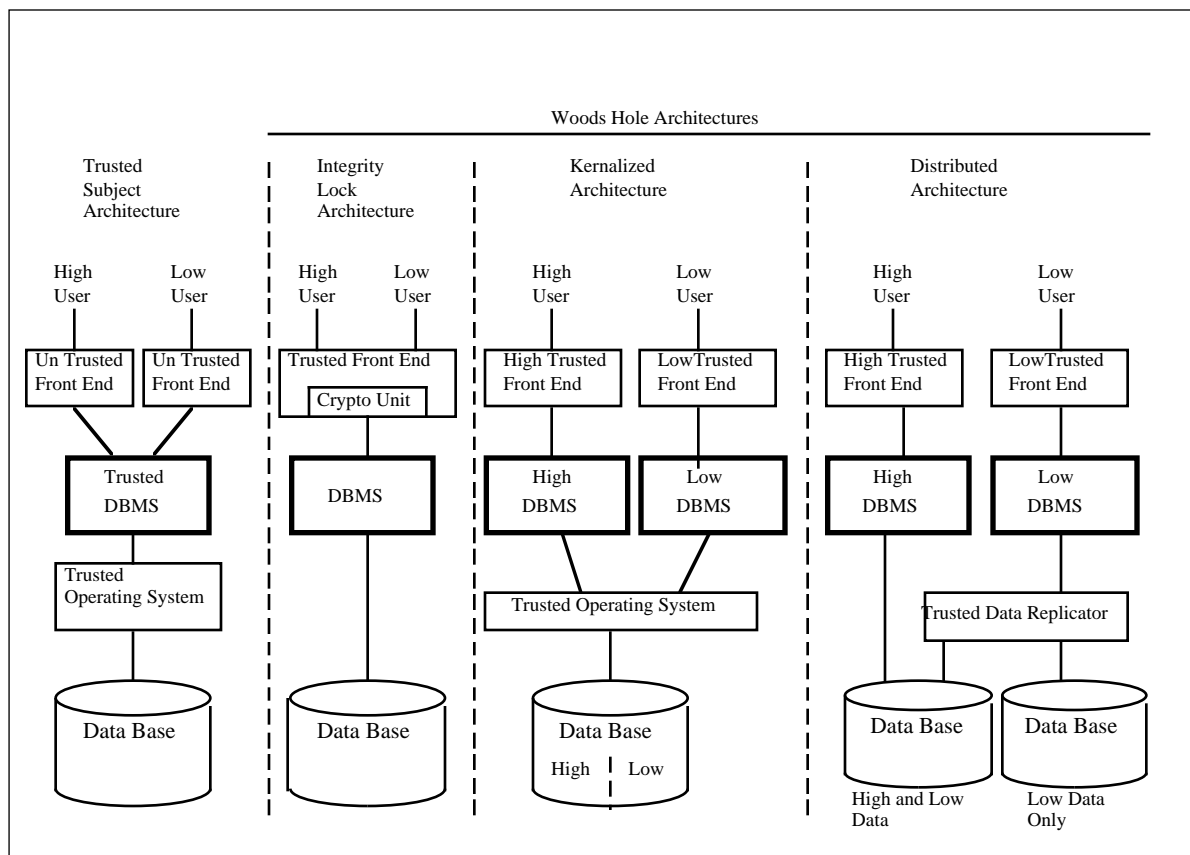 Woods Hole Architectures
Trusted
Subject
Architecture
Integrity
Lock
Architecture
Kernalized
Architecture
Distributed
Architecture
High
User
Low
User
High
User
Low
User
High
User
Low
User
High
User
Low
User
Un Trusted
Front End
Un Trusted
Front End
Trusted Front End
Crypto Unit
High Trusted
Front End
LowTrusted
Front End
High Trusted
Front End
LowTrusted
Front End
Trusted
DBMS
DBMS
High
DBMS
Low
DBMS
High
DBMS
Low
DBMS
Trusted
Operating System
Trusted Operating System
Trusted Data Replicator
Data Base
Data Base
Data Base
High
Low
Data Base
Data Base
High and Low
Data
Low Data
Only